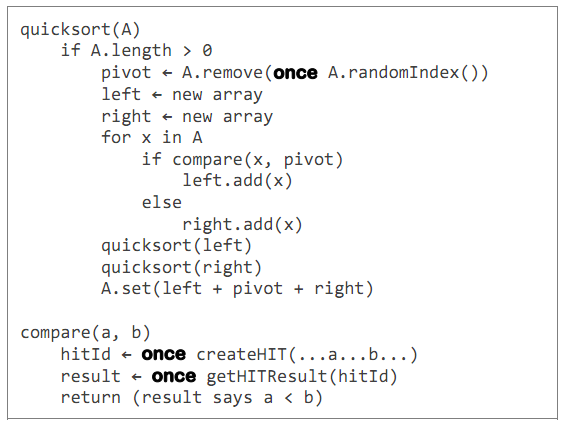 quicksort(A)
    if A.length > 0
        pivot ← A.remove(once A.randomIndex())
        left ← new array
        right ← new array
        for x in A
            if compare(x, pivot)
                left.add(x)
            else
                right.add(x)
        quicksort(left)
        quicksort(right)
        A.set(left + pivot + right)

compare(a, b)
    hitId ← once createHIT(...a...b...)
    result ← once getHITResult(hitId)
    return (result says a < b)